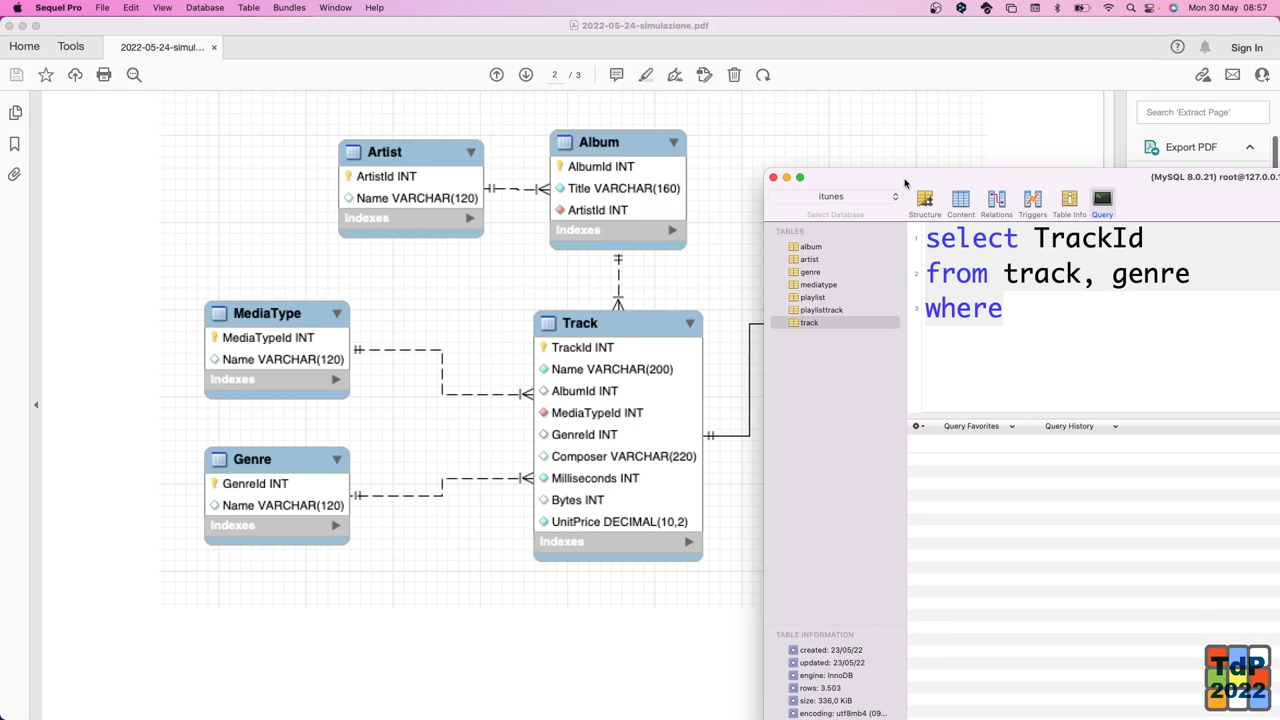 Sequel Pro File Edit View Database Table Bundles Window Help Mon 30 May 08:57
2022-05-24-simulazione.pdf
Home Tools 2022-05-24-simul... × Sign In
2 / 3
Search 'Extract Page'
Export PDF
Artist
ArtistId INT
Name VARCHAR(120)
Indexes
Album
AlbumId INT
Title VARCHAR(160)
ArtistId INT
Indexes
MediaType
MediaTypeId INT
Name VARCHAR(120)
Indexes
Genre
GenreId INT
Name VARCHAR(120)
Indexes
Track
TrackId INT
Name VARCHAR(200)
AlbumId INT
MediaTypeId INT
GenreId INT
Composer VARCHAR(220)
Milliseconds INT
Bytes INT
UnitPrice DECIMAL(10,2)
Indexes
(MySQL 8.0.21) root@127.0.0.1
itunes
Select Database
Structure Content Relations Triggers Table Info Query
TABLES
album
artist
genre
mediatype
playlist
playlisttrack
track
1 select TrackId
2 from track, genre
3 where
Query Favorites Query History
TABLE INFORMATION
created: 23/05/22
updated: 23/05/22
engine: InnoDB
rows: 3.503
size: 336,0 KiB
encoding: utf8mb4 (09...
TdP
2022